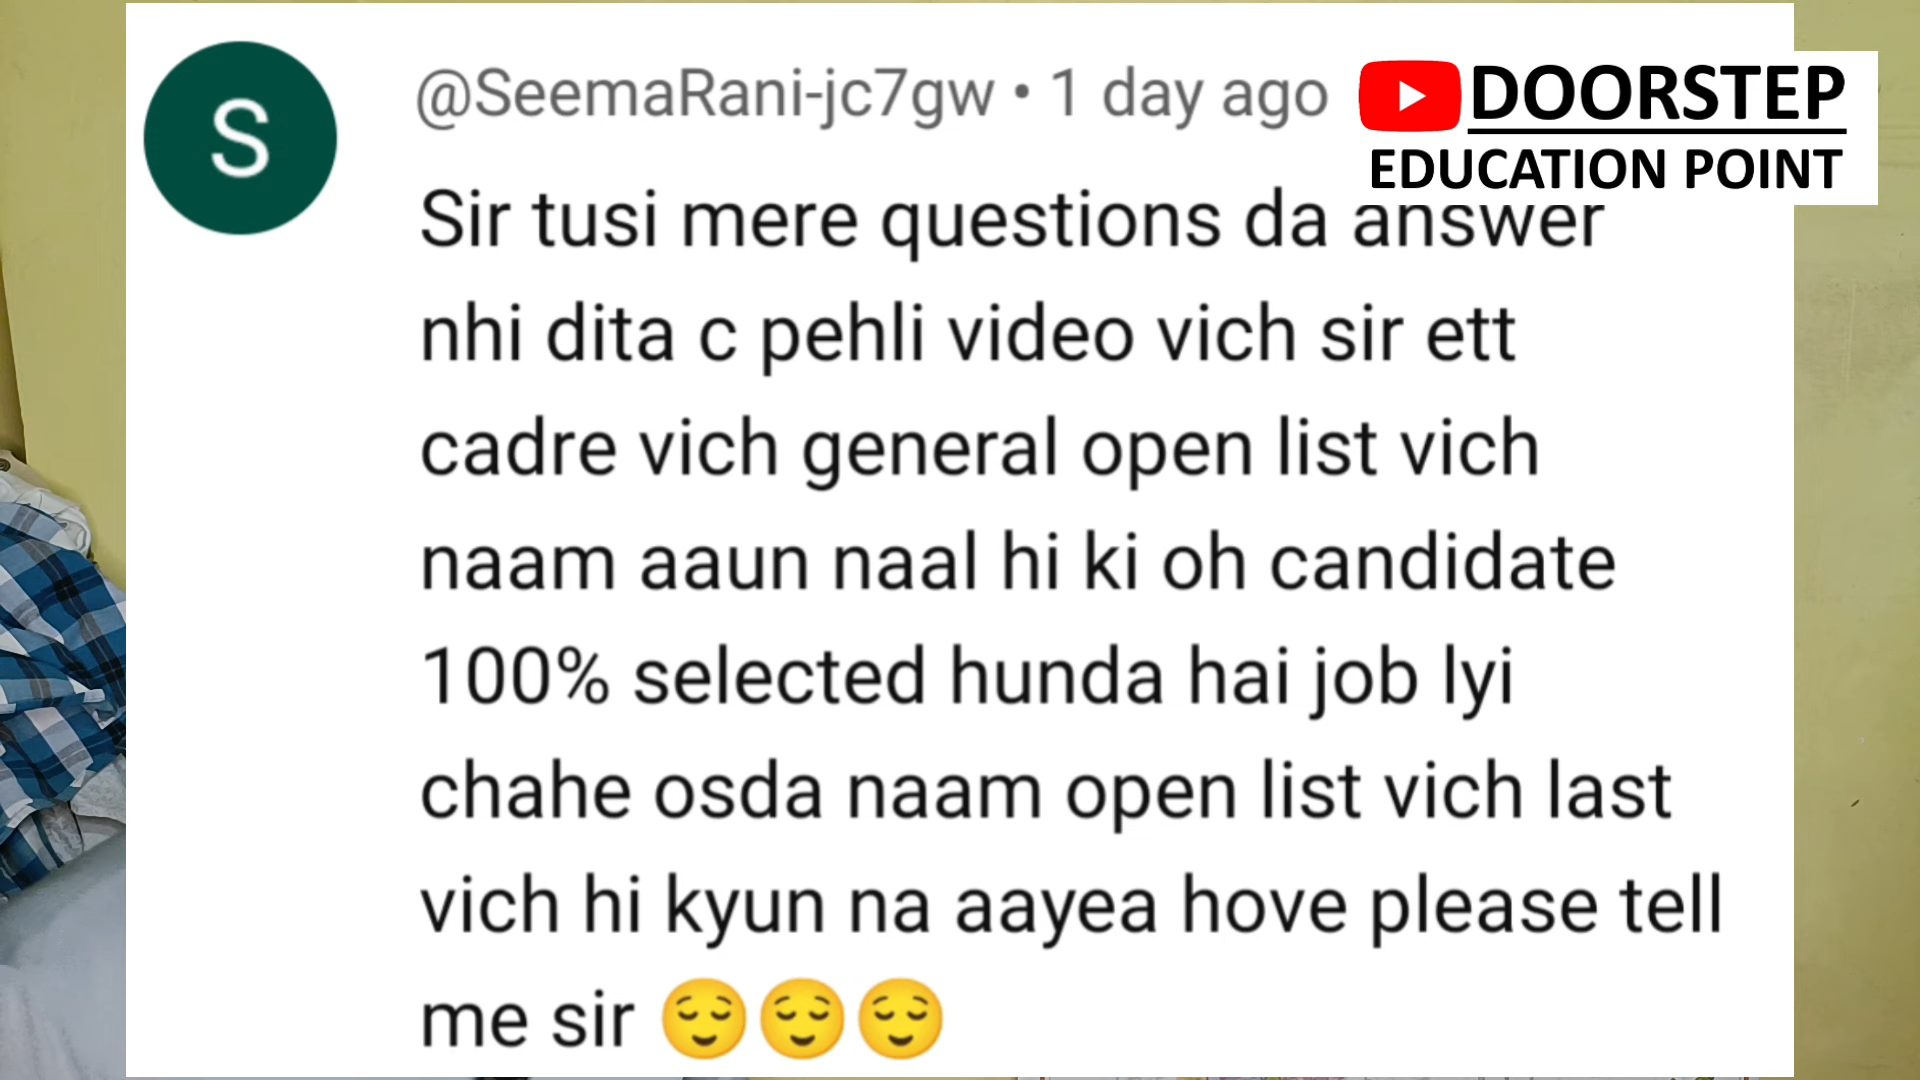 S
@SeemaRani-jc7gw • 1 day ago
DOORSTEP
EDUCATION POINT
Sir tusi mere questions da answer
nhi dita c pehli video vich sir ett
cadre vich general open list vich
naam aaun naal hi ki oh candidate
100% selected hunda hai job lyi
chahe osda naam open list vich last
vich hi kyun na aayea hove please tell
me sir 😌😌😌